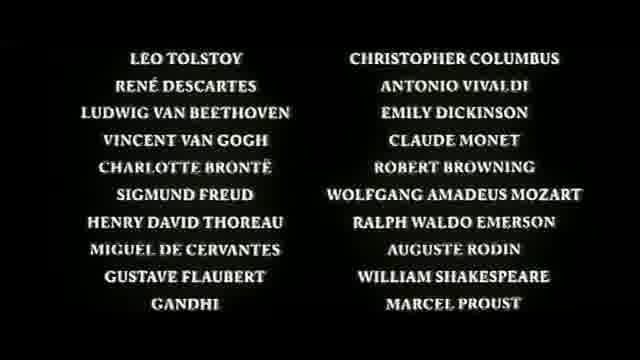 LEO TOLSTOY
RENÉ DESCARTES
LUDWIG VAN BEETHOVEN
VINCENT VAN GOGH
CHARLOTTE BRONTË
SIGMUND FREUD
HENRY DAVID THOREAU
MIGUEL DE CERVANTES
GUSTAVE FLAUBERT
GANDHI
CHRISTOPHER COLUMBUS
ANTONIO VIVALDI
EMILY DICKINSON
CLAUDE MONET
ROBERT BROWNING
WOLFGANG AMADEUS MOZART
RALPH WALDO EMERSON
AUGUSTE RODIN
WILLIAM SHAKESPEARE
MARCEL PROUST